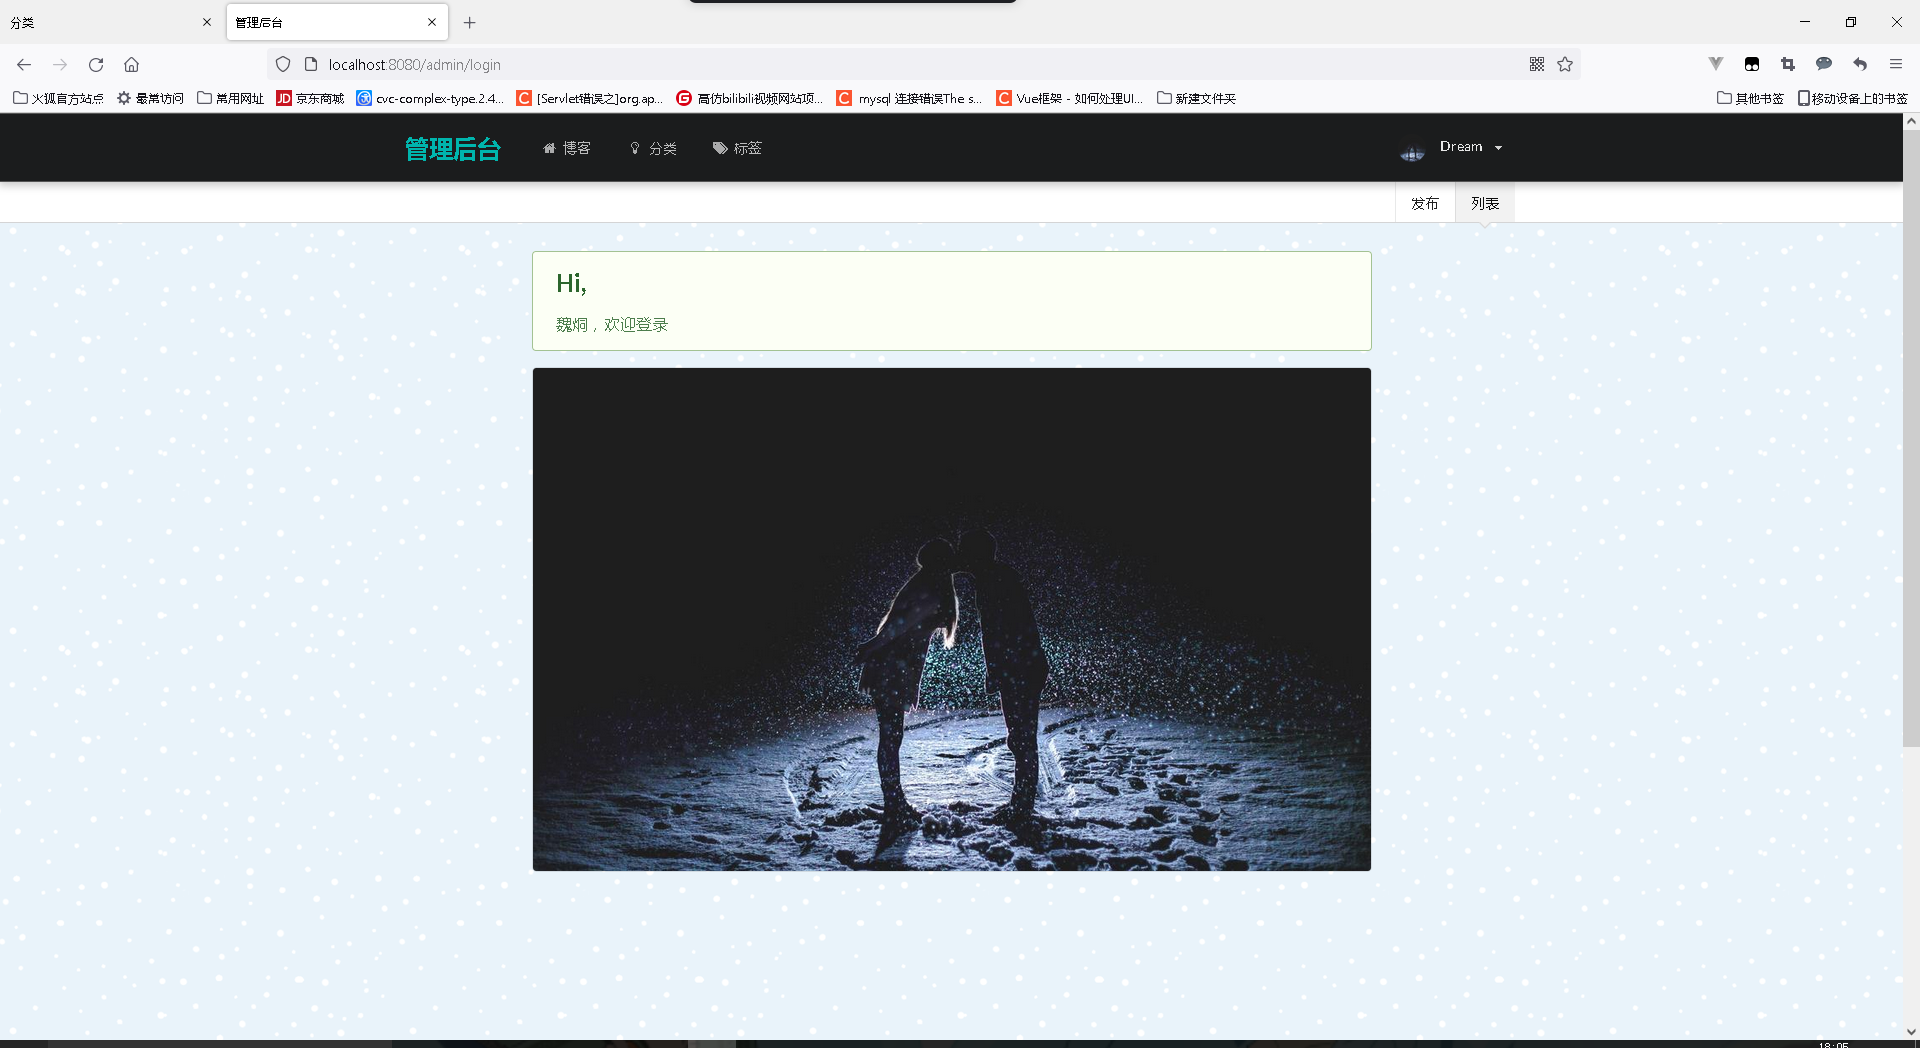 分类
管理后台
localhost:8080/admin/login
火狐官方站点
最常访问
常用网址
JD 京东商城
cvc-complex-type.2.4...
C [Servlet错误之]org.ap...
G 高仿bilibili视频网站项...
C mysql 连接错误The s...
C Vue框架 - 如何处理UI...
新建文件夹
其他书签
移动设备上的书签
管理后台
博客
分类
标签
Dream
发布
列表
Hi,
魏炯，欢迎登录